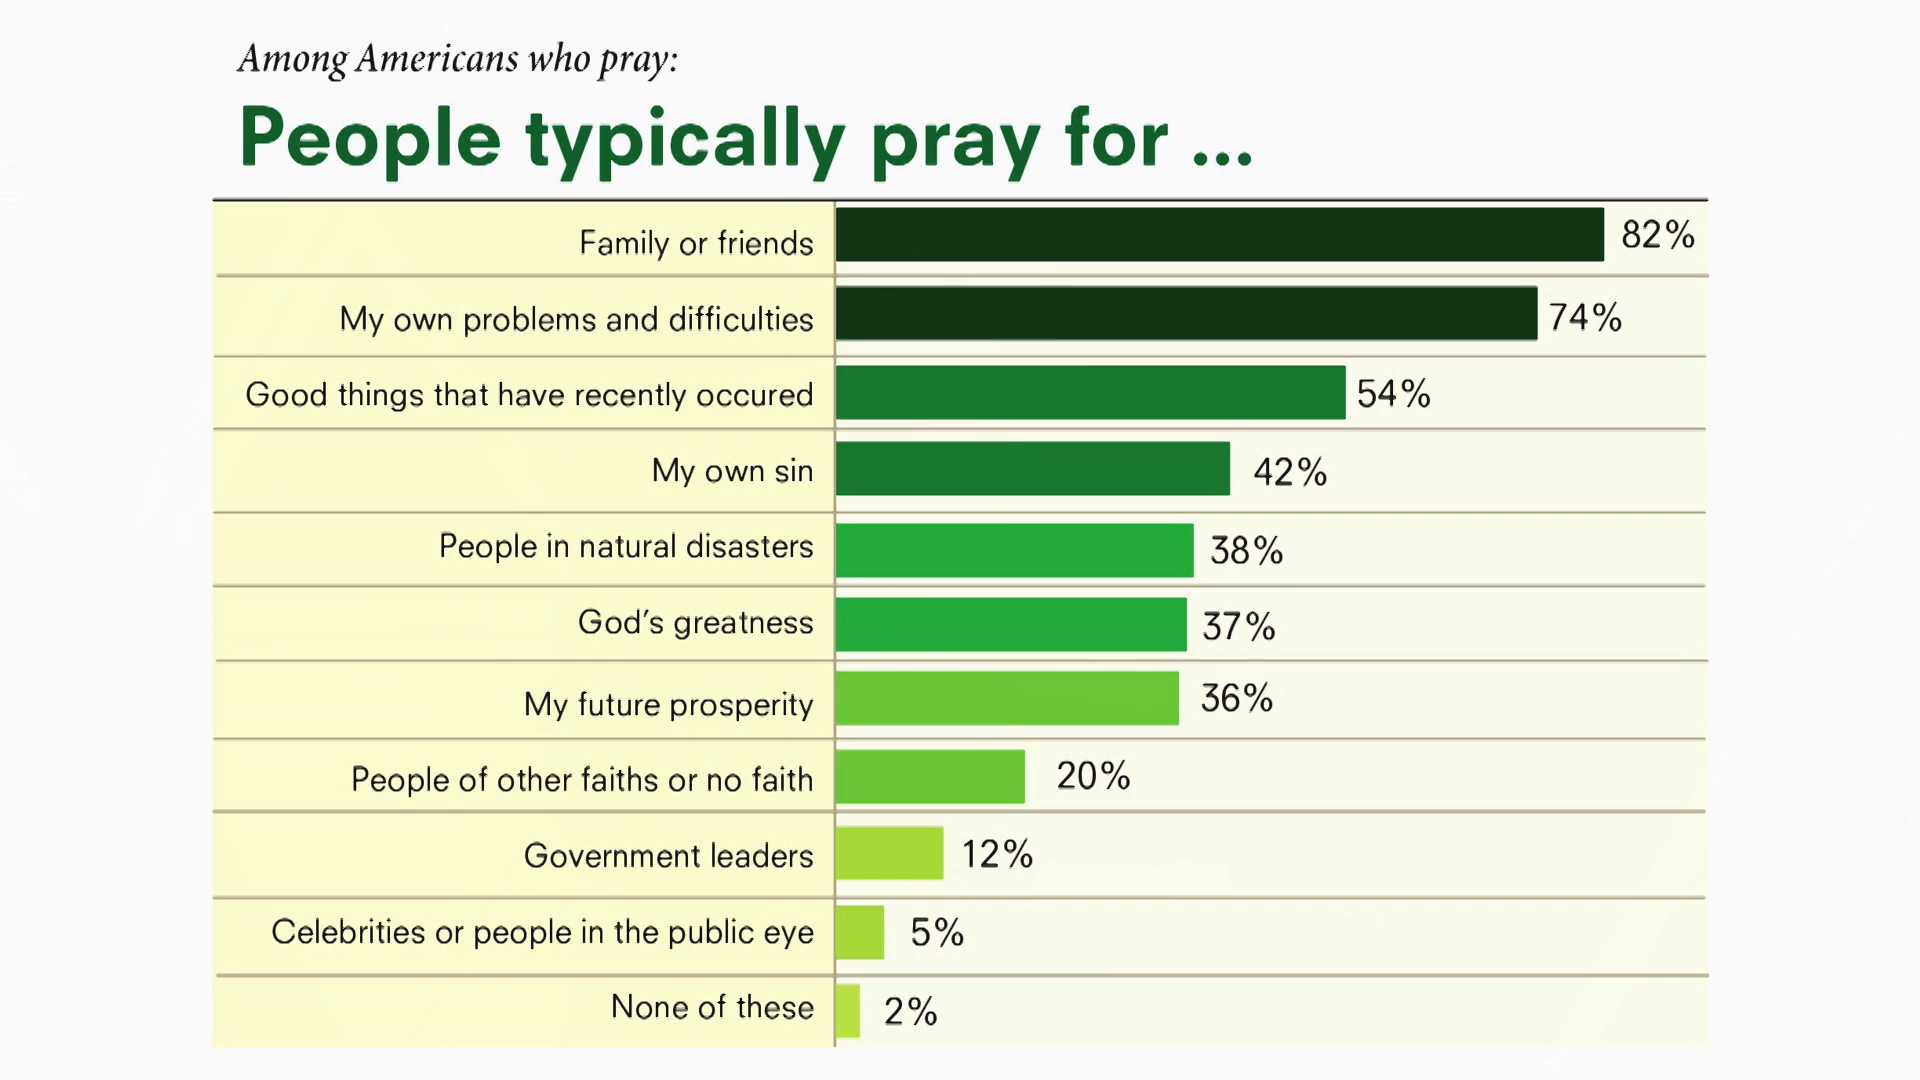 Among Americans who pray:
People typically pray for ...
Family or friends 82%
My own problems and difficulties 74%
Good things that have recently occured 54%
My own sin 42%
People in natural disasters 38%
God's greatness 37%
My future prosperity 36%
People of other faiths or no faith 20%
Government leaders 12%
Celebrities or people in the public eye 5%
None of these 2%